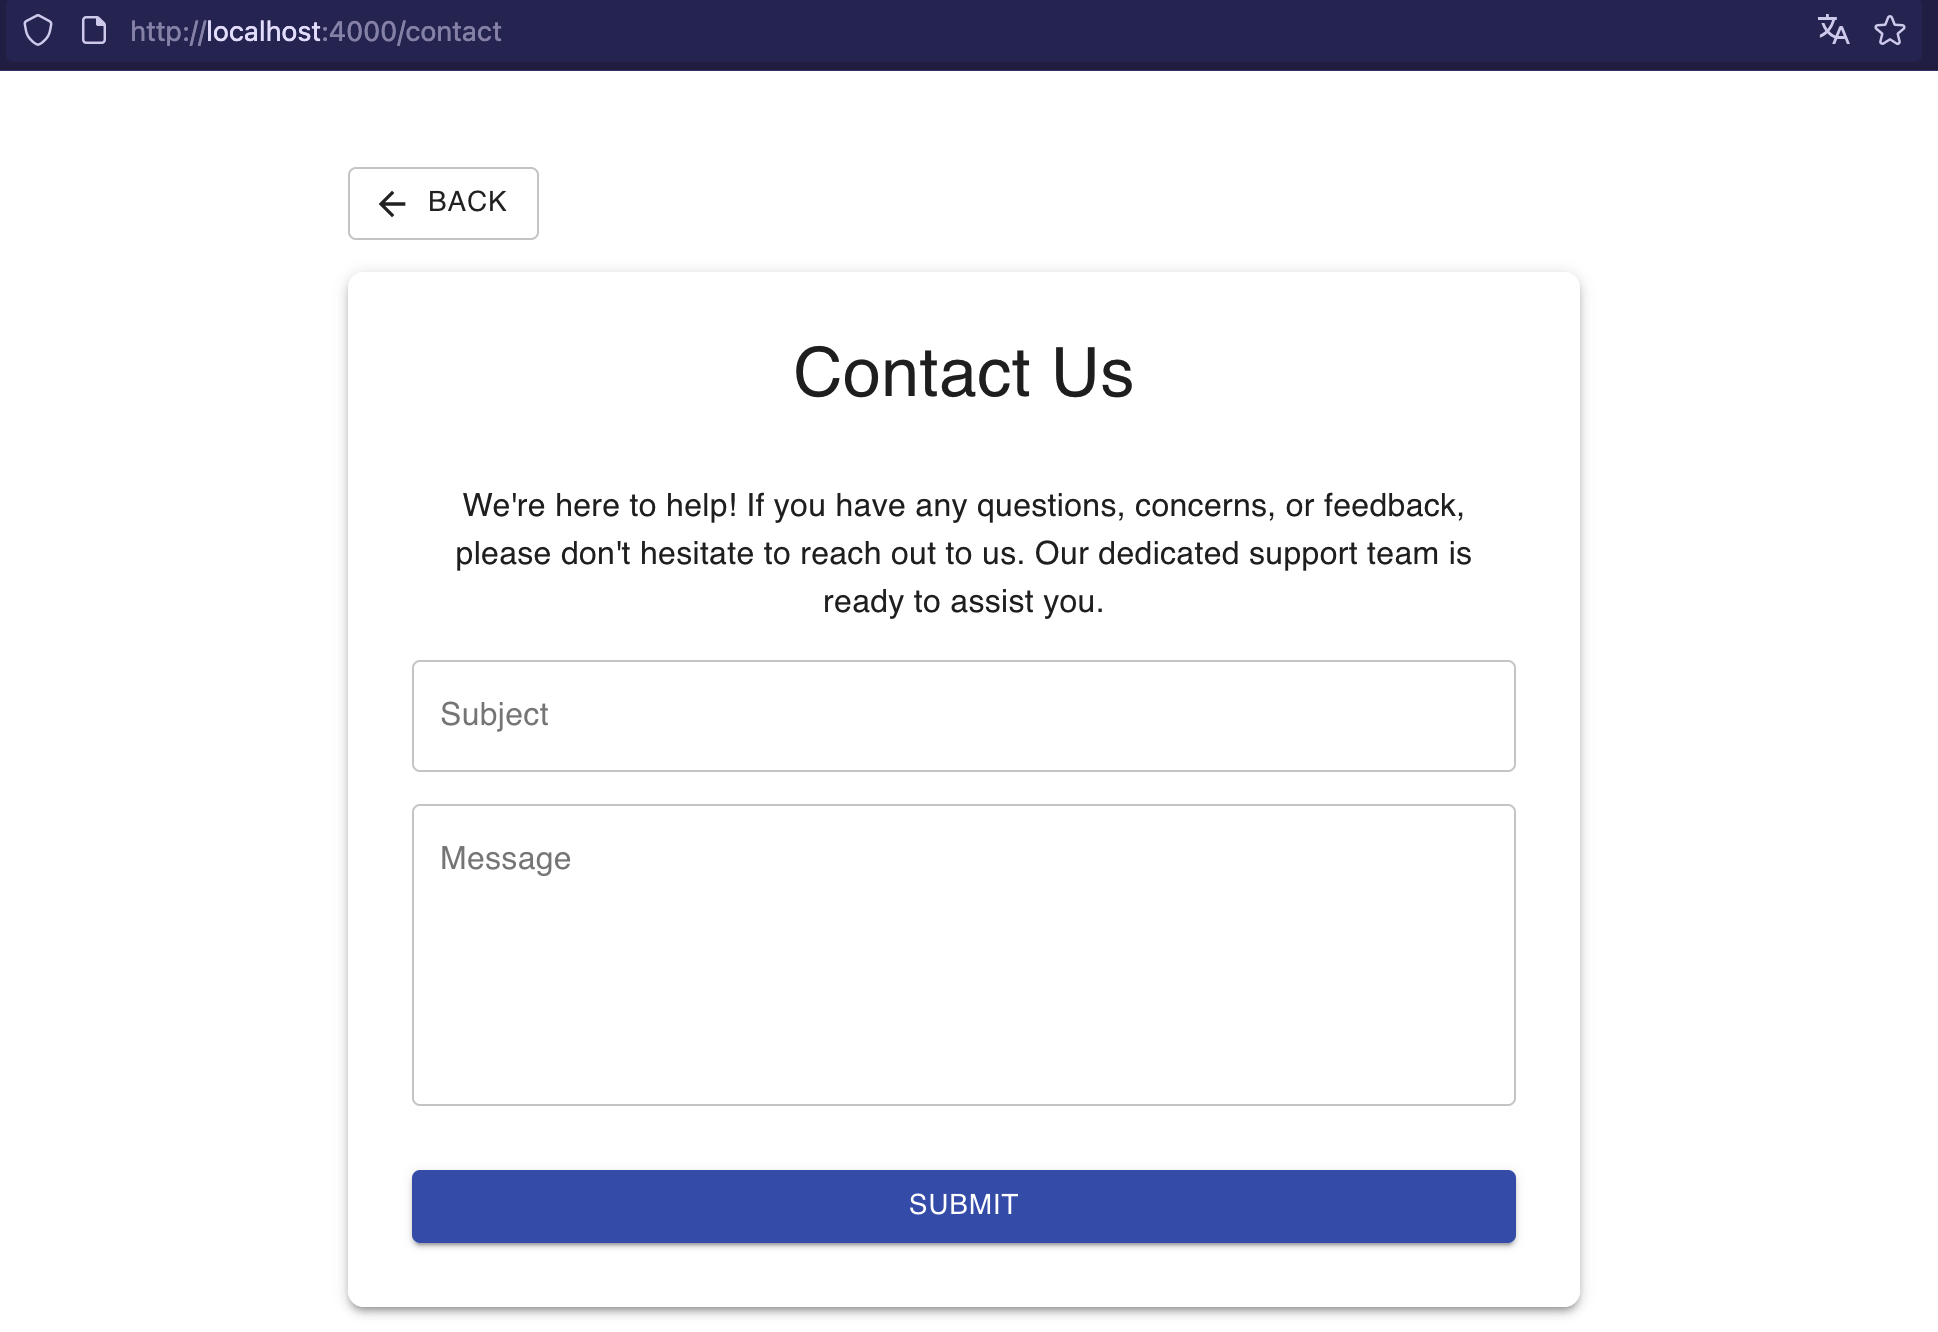 http://localhost:4000/contact
BACK
Contact Us
We're here to help! If you have any questions, concerns, or feedback,
please don't hesitate to reach out to us. Our dedicated support team is
ready to assist you.
Subject
Message
SUBMIT